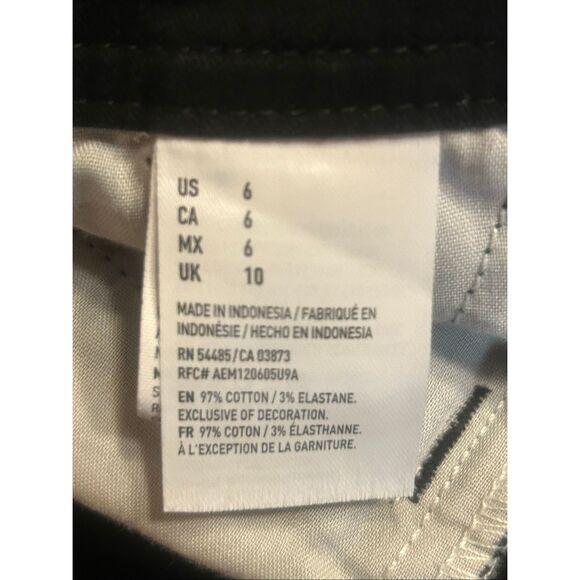 US 6
CA 6
MX 6
UK 10
MADE IN INDONESIA / FABRIQUÉ EN
INDONÉSIE / HECHO EN INDONESIA
RN 54485 / CA 03873
RFC# AEM120605U9A
EN 97% COTTON / 3% ELASTANE.
EXCLUSIVE OF DECORATION.
FR 97% COTON / 3% ÉLASTHANNE.
À L'EXCEPTION DE LA GARNITURE.